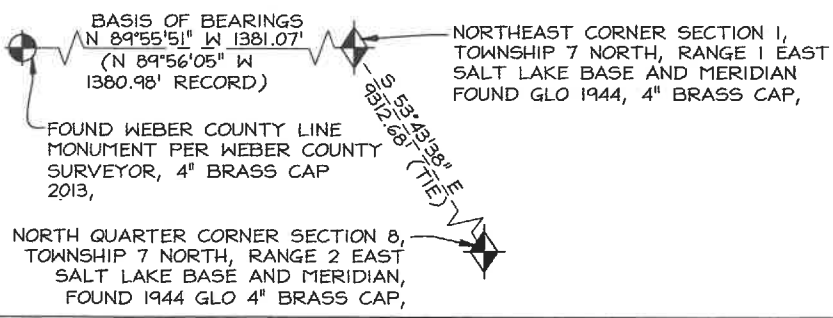 BASIS OF BEARINGS
N 89°55'51" W 1381.07'
(N 89°56'05" W
1380.98' RECORD)
NORTHEAST CORNER SECTION 1,
TOWNSHIP 7 NORTH, RANGE 1 EAST
SALT LAKE BASE AND MERIDIAN
FOUND GLO 1944, 4" BRASS CAP,
FOUND WEBER COUNTY LINE
MONUMENT PER WEBER COUNTY
SURVEYOR, 4" BRASS CAP
2013,
S 53°43'38" E
9312.68' (TIE)
NORTH QUARTER CORNER SECTION 8,
TOWNSHIP 7 NORTH, RANGE 2 EAST
SALT LAKE BASE AND MERIDIAN,
FOUND 1944 GLO 4" BRASS CAP,